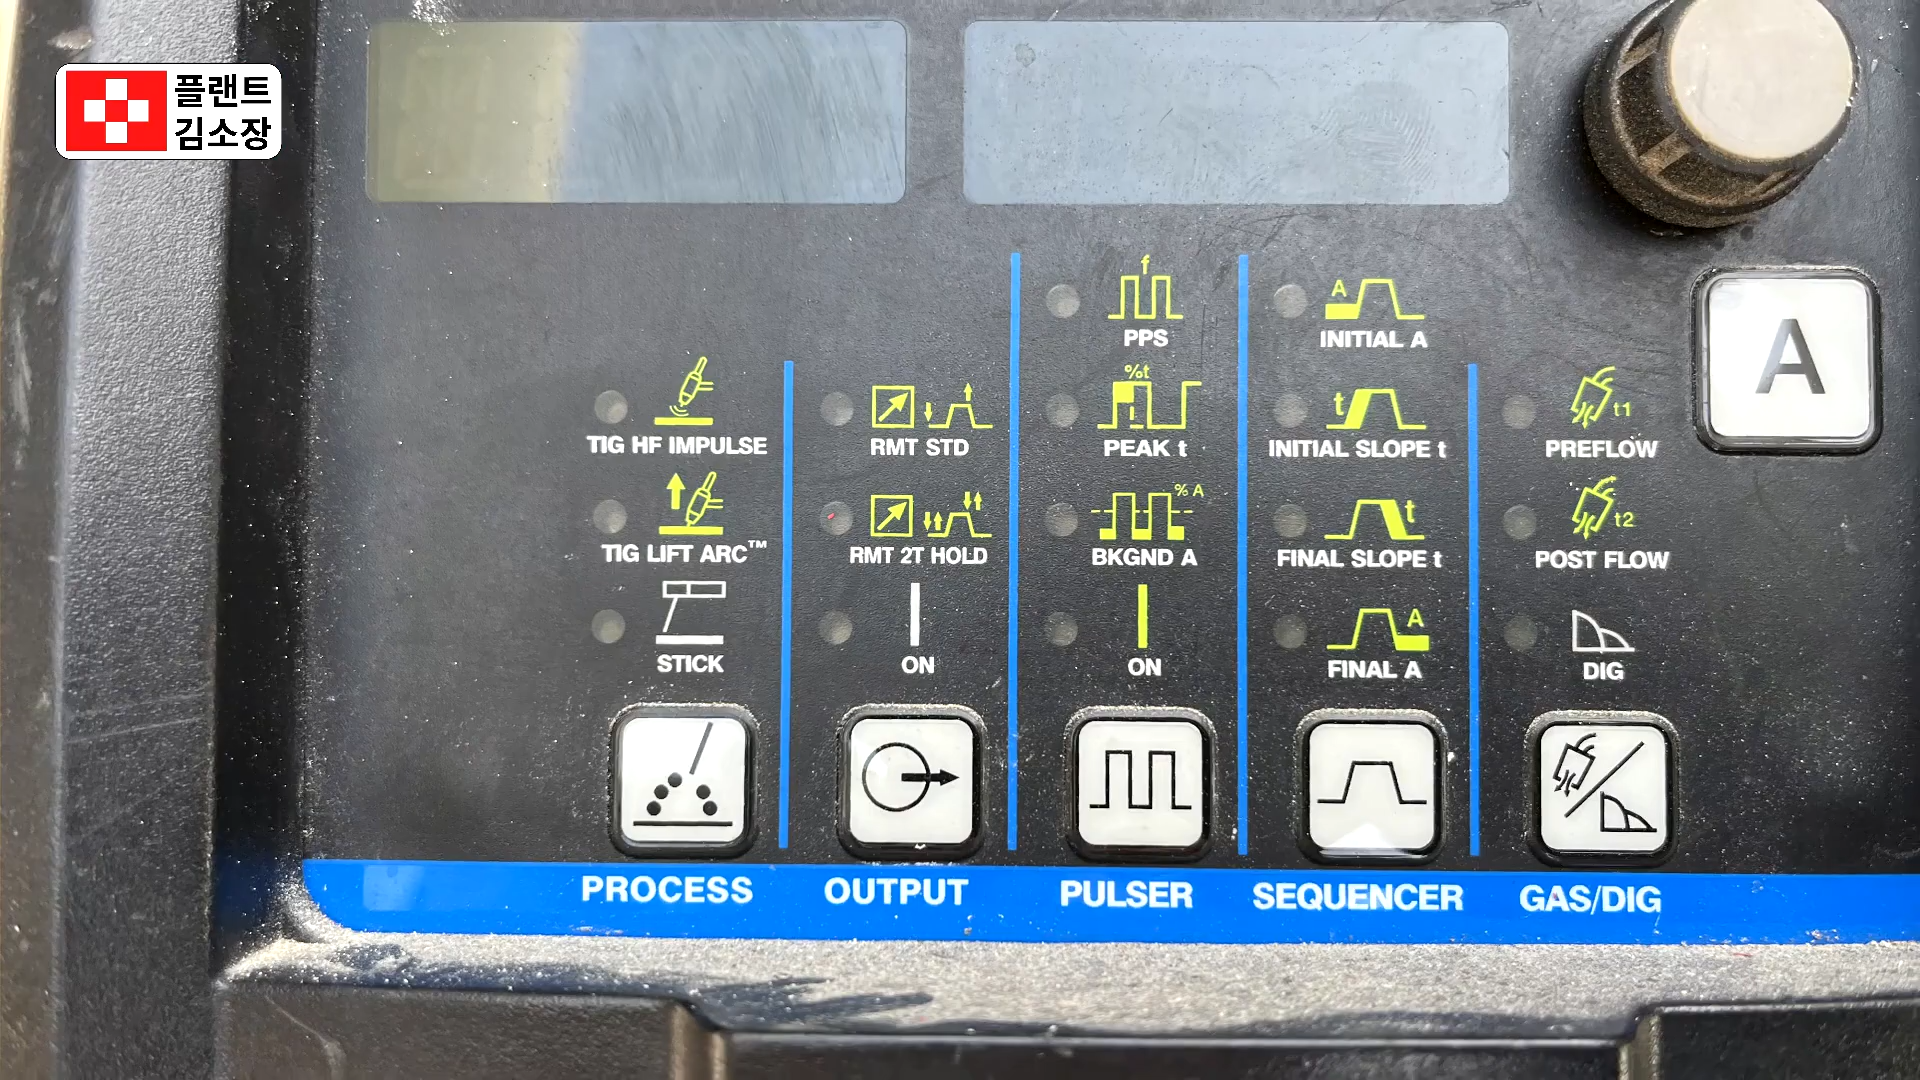 플랜트
김소장
f
PPS
A
INITIAL A
A
TIG HF IMPULSE
RMT STD
%t
PEAK t
t
INITIAL SLOPE t
t1
PREFLOW
TIG LIFT ARC™
RMT 2T HOLD
% A
BKGND A
t
FINAL SLOPE t
t2
POST FLOW
STICK
ON
ON
A
FINAL A
DIG
PROCESS
OUTPUT
PULSER
SEQUENCER
GAS/DIG